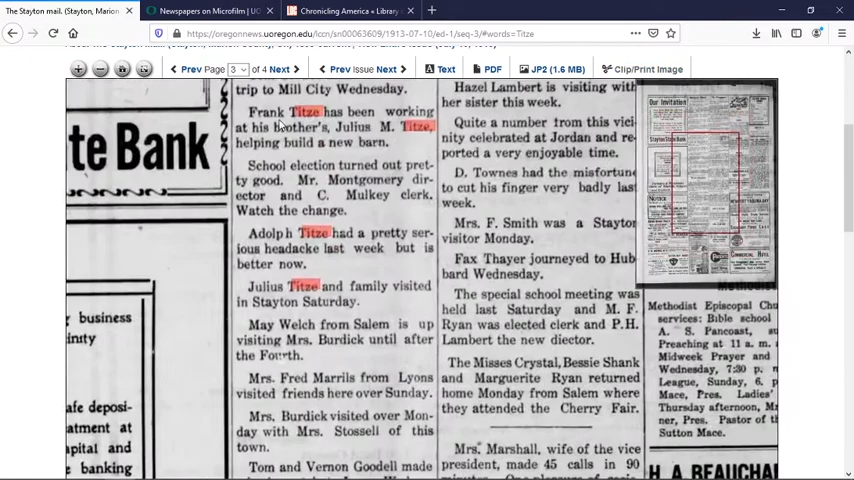 The Stayton mail. (Stayton, Marion
Newspapers on Microfilm | UO
Chronicling America « Library o
https://oregonnews.uoregon.edu/lccn/sn00063609/1913-07-10/ed-1/seq-3/#words=Titze
Prev Page 3 of 4 Next
Prev Issue Next
Text
PDF
JP2 (1.6 MB)
Clip/Print Image
te Bank
business
inity
afe deposi-
atment at
apital and
e banking
trip to Mill City Wednesday.
Frank Titze has been working
at his brother's, Julius M. Titze,
helping build a new barn.
School election turned out pret-
ty good. Mr. Montgomery dir-
ector and C. Mulkey clerk.
Watch the change.
Adolph Titze had a pretty ser-
ious headacke last week but is
better now.
Julius Titze and family visited
in Stayton Saturday.
May Welch from Salem is up
visiting Mrs. Burdick until after
the Fourth.
Mrs. Fred Marrils from Lyons
visited friends here over Sunday.
Mrs. Burdick visited over Mon-
day with Mrs. Stossell of this
town.
Tom and Vernon Goodell made
Hazel Lambert is visiting with
her sister this week.
Quite a number from this vici-
nity celebrated at Jordan and re-
ported a very enjoyable time.
D. Townes had the misfortune
to cut his finger very badly last
week.
Mrs. F. Smith was a Stayton
visitor Monday.
Fax Thayer journeyed to Hub-
bard Wednesday.
The special school meeting was
held last Saturday and M. F.
Ryan was elected clerk and P.H.
Lambert the new diector.
The Misses Crystal, Bessie Shank
and Marguerite Ryan returned
home Monday from Salem where
they attended the Cherry Fair.
Mrs. Marshall, wife of the vice
president, made 45 calls in 90
Our Invitation
Methodist Episcopal Chu
services: Bible school
A. S. Pancoast, su
Preaching at 11 a. m. a
Midweek Prayer and
Wednesday, 7:30 p. m
League, Sunday, 6. p
Mace, Pres. Ladies'
Thursday afternoon, M
ner, Pres. Pastor of t
Sutton Mace.
H. A. BEAUCHA